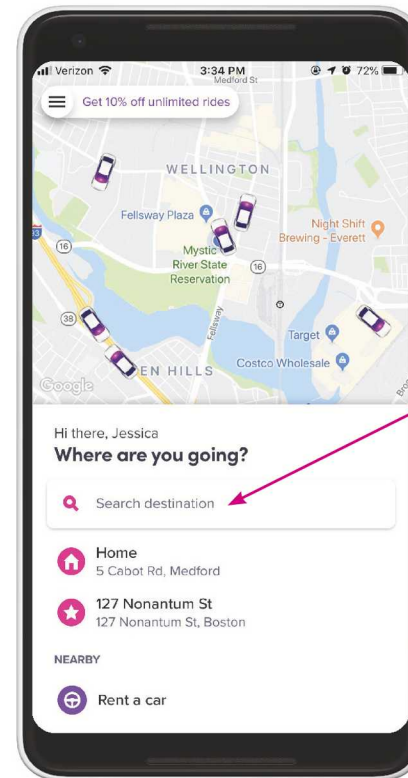 Verizon
3:34 PM
72%
Medford St
Get 10% off unlimited rides
WELLINGTON
Fellsway Plaza
Night Shift
Brewing - Everett
93
16
Mystic
River State
Reservation
16
38
Fellsway
Target
Costco Wholesale
EN HILLS
Google
Hi there, Jessica
Where are you going?
Search destination
Home
5 Cabot Rd, Medford
127 Nonantum St
127 Nonantum St, Boston
NEARBY
Rent a car